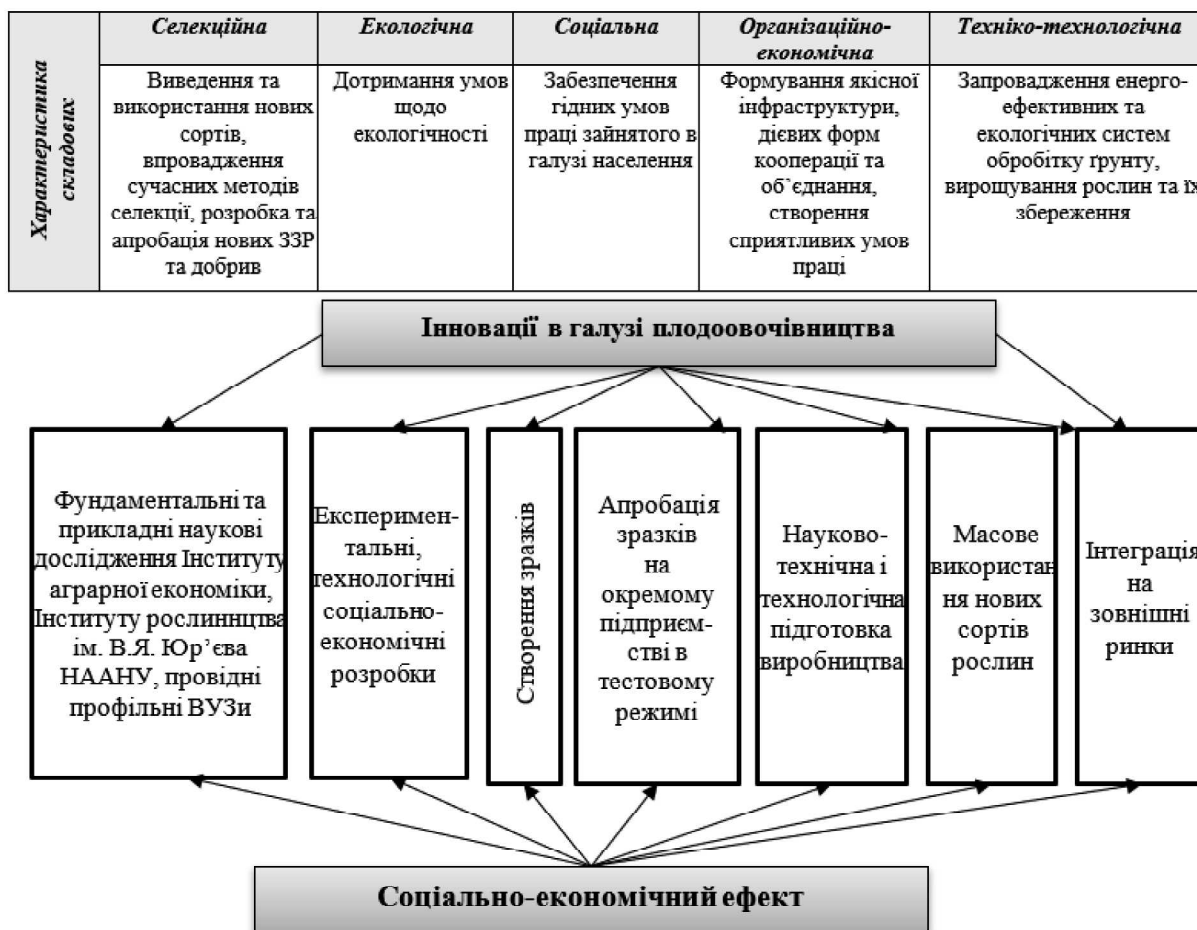 Характеристика
складових
Селекційна
Екологічна
Соціальна
Організаційно-
економічна
Техніко-технологічна
Виведення та
використання нових
сортів,
впровадження
сучасних методів
селекції, розробка та
апробація нових ЗЗР
та добрив
Дотримання умов
щодо
екологічності
Забезпечення
гідних умов
праці зайнятого в
галузі населення
Формування якісної
інфраструктури,
дієвих форм
кооперації та
об’єднання,
створення
сприятливих умов
праці
Запровадження енерго-
ефективних та
екологічних систем
обробітку ґрунту,
вирощування рослин та їх
збереження
Інновації в галузі плодоовочівництва
Фундаментальні та
прикладні наукові
дослідження Інституту
аграрної економіки,
Інституту рослиннцтва
ім. В.Я. Юр’єва
НААНУ, провідні
профільні ВУЗи
Експеримен-
тальні,
технологічні
соціально-
економічні
розробки
Створення зразків
Апробація
зразків
на
окремому
підприєм-
стві в
тестовому
режимі
Науково-
технічна і
технологічна
підготовка
виробництва
Масове
використан
ня нових
сортів
рослин
Інтеграція
на
зовнішні
ринки
Соціально-економічний ефект